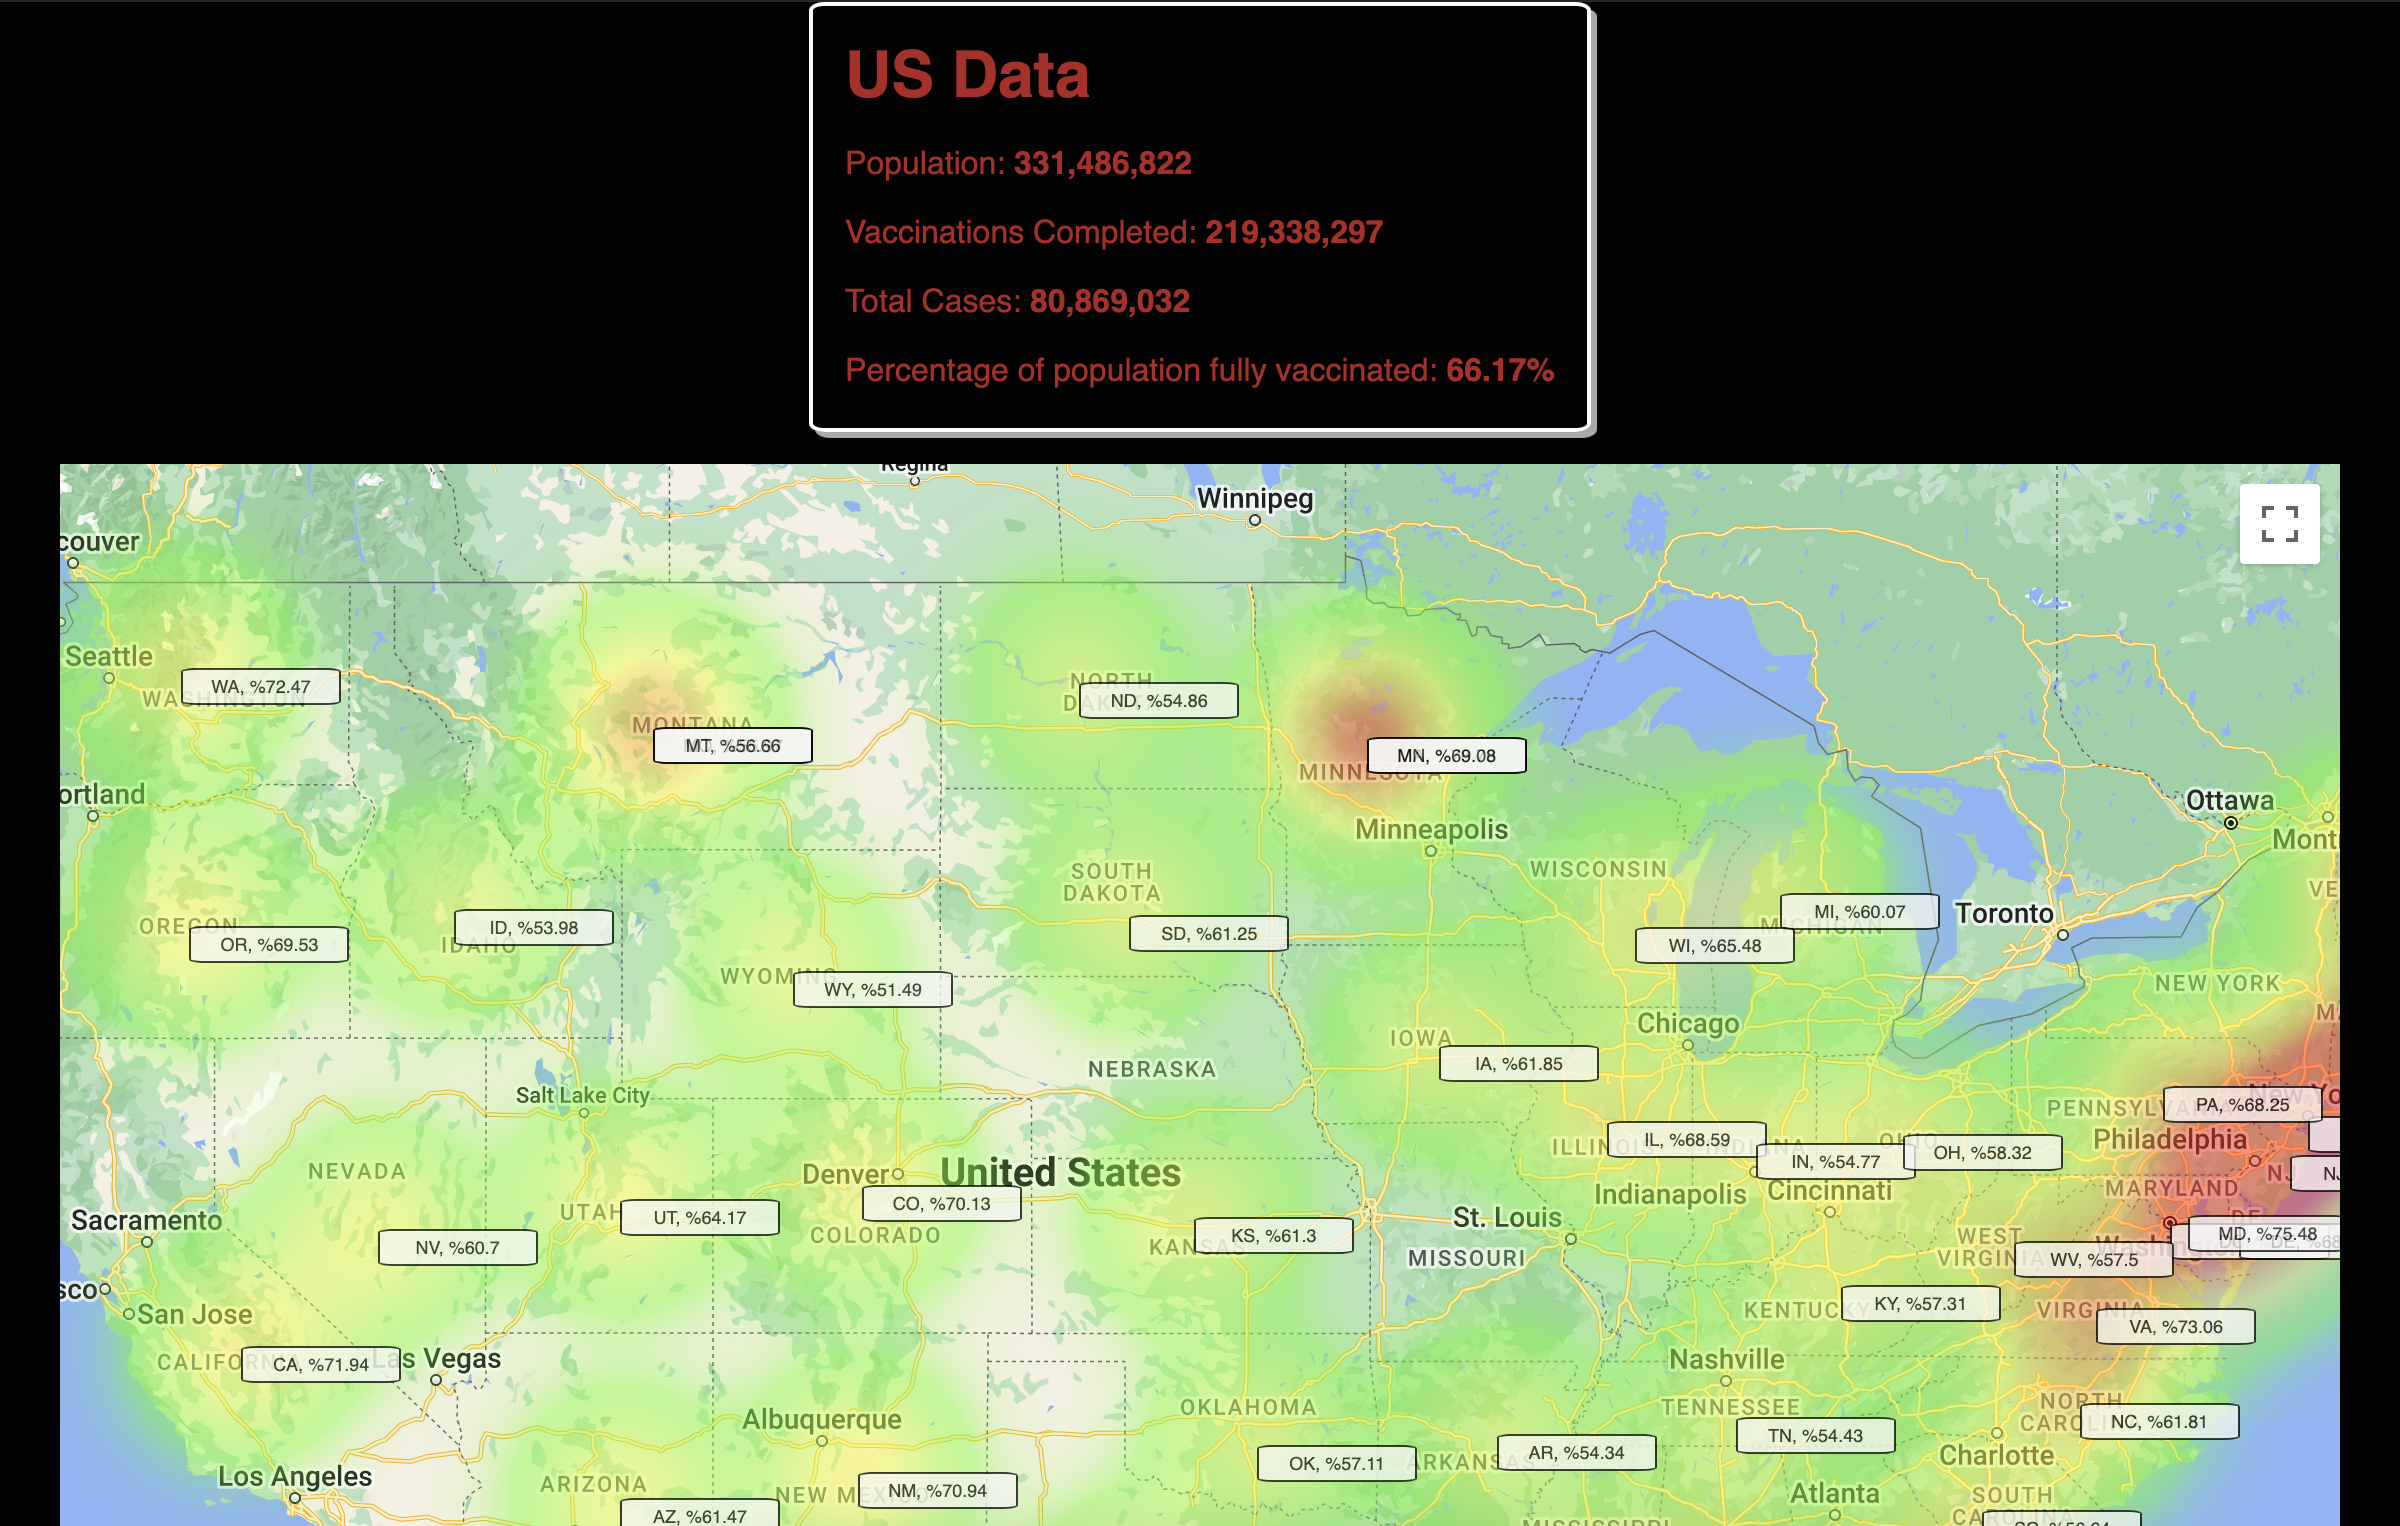 US Data
Population: 331,486,822
Vaccinations Completed: 219,338,297
Total Cases: 80,869,032
Percentage of population fully vaccinated: 66.17%
Regina
Winnipeg
couver
Seattle
WASHINGTON
WA, %72.47
MONTANA
MT, %56.66
NORTH
DAKOTA
ND, %54.86
MINNESOTA
MN, %69.08
ortland
Minneapolis
Ottawa
Mont
SOUTH
DAKOTA
WISCONSIN
VE
OREGON
OR, %69.53
ID, %53.98
IDAHO
SD, %61.25
WI, %65.48
MI, %60.07
MICHIGAN
Toronto
WYOMING
WY, %51.49
NEW YORK
M
Chicago
IOWA
IA, %61.85
NEBRASKA
Salt Lake City
New Yo
PENNSYLVA
PA, %68.25
Philadelphia
NEVADA
Denver
United States
ILLINOIS
IL, %68.59
INDIANA
IN, %54.77
OHIO
OH, %58.32
NJ
MARYLAND
Indianapolis
Cincinnati
Sacramento
UTAH
UT, %64.17
CO, %70.13
COLORADO
KS, %61.3
KANSAS
St. Louis
MISSOURI
NV, %60.7
DE
MD, %75.48
Washington
WEST
VIRGINIA
WV, %57.5
sco
San Jose
KENTUCKY
KY, %57.31
VIRGINIA
VA, %73.06
CALIFORNIA
CA, %71.94
Las Vegas
Nashville
Albuquerque
OKLAHOMA
TENNESSEE
TN, %54.43
NORTH
CAROLINA
NC, %61.81
Los Angeles
ARIZONA
AZ, %61.47
NEW MEXICO
NM, %70.94
OK, %57.11
ARKANSAS
AR, %54.34
Charlotte
Atlanta
SOUTH
CAROLINA
MISSISSIPPI